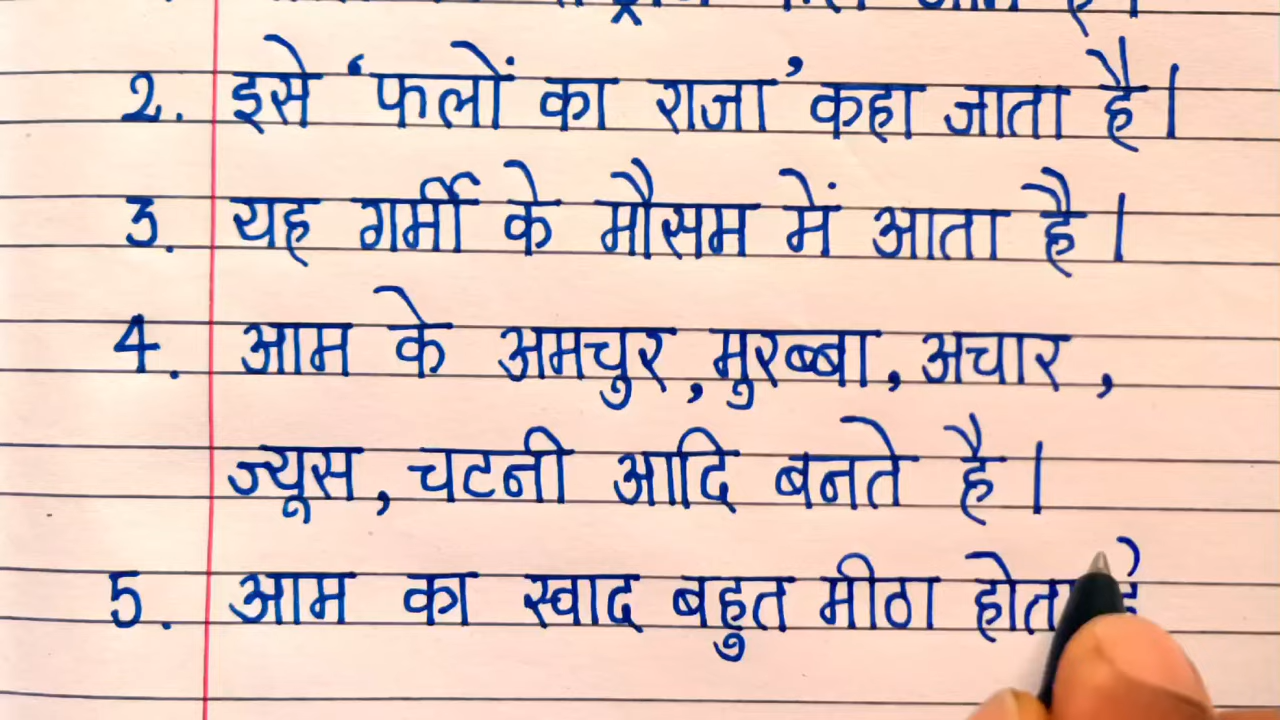 2. इसे ‘फलों का राजा’ कहा जाता है।
3. यह गर्मी के मौसम में आता है।
4. आम के अमचुर, मुरब्बा, अचार,
ज्यूस, चटनी आदि बनते है।
5. आम का स्वाद बहुत मीठा होता है